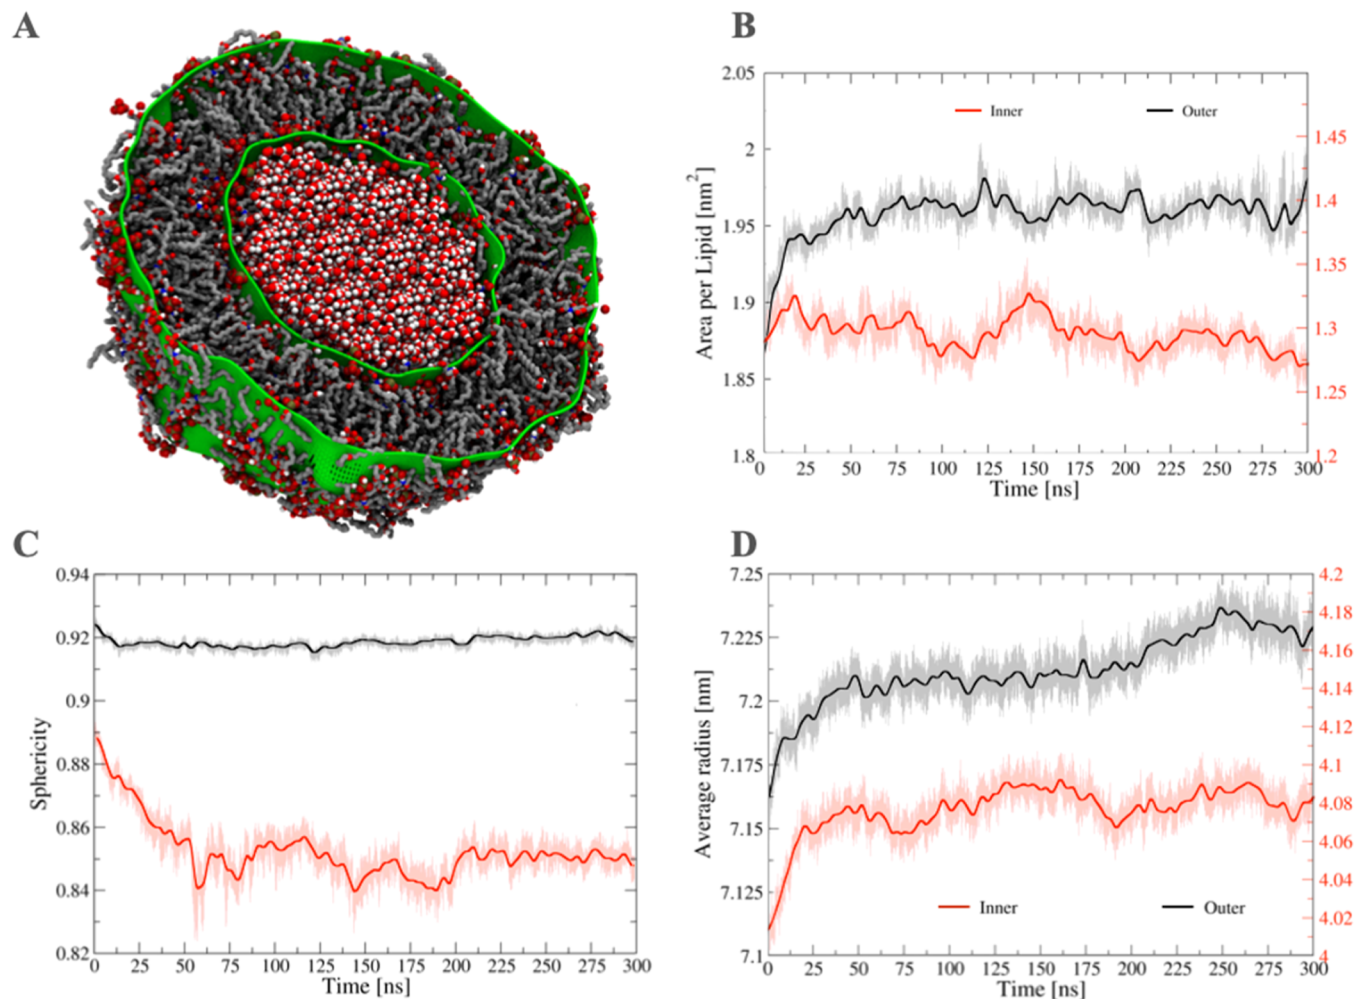 A
B
2.05
2
1.95
1.9
1.85
1.8
Area per Lipid [nm2]
Inner
Outer
1.45
1.4
1.35
1.3
1.25
1.2
0 25 50 75 100 125 150 175 200 225 250 275 300
Time [ns]
C
0.94
0.92
0.9
0.88
0.86
0.84
0.82
Sphericity
0 25 50 75 100 125 150 175 200 225 250 275 300
Time [ns]
D
7.25
7.225
7.2
7.1175
7.15
7.125
7.1
Average radius [nm]
4.2
4.18
4.16
4.14
4.12
4.1
4.08
4.06
4.04
4.02
4
Inner
Outer
0 25 50 75 100 125 150 175 200 225 250 275 300
Time [ns]